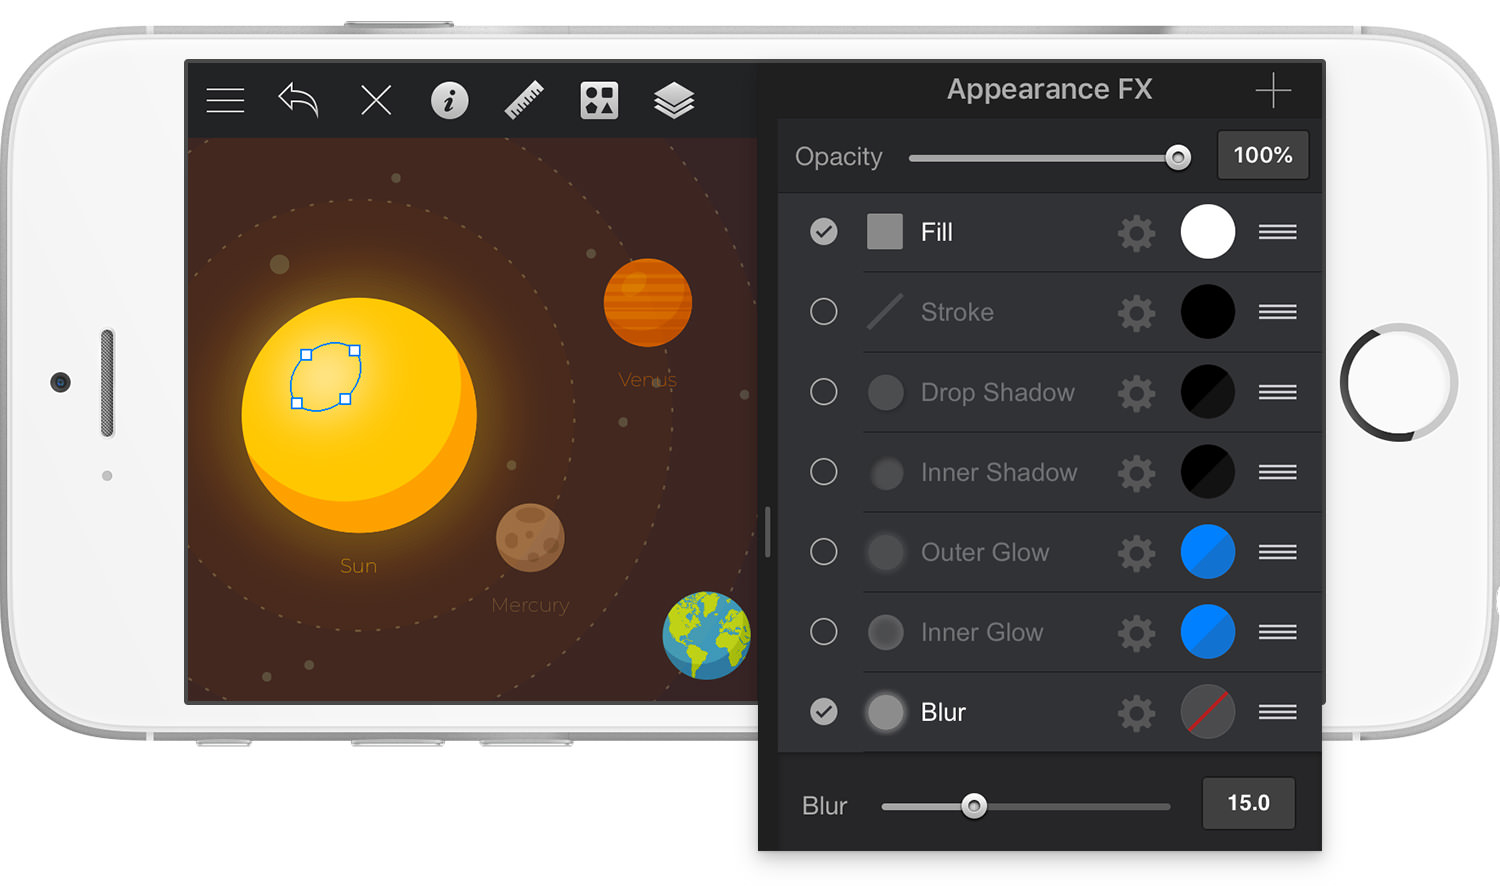 Appearance FX
Opacity
100%
Fill
Stroke
Drop Shadow
Inner Shadow
Outer Glow
Inner Glow
Blur
Blur
15.0
Venus
Sun
Mercury